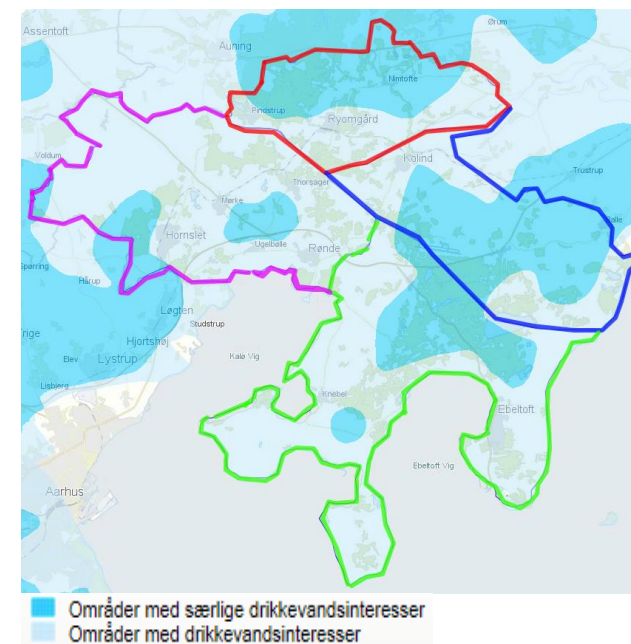 Assentoft
Ørum
Auning
Nimtofte
Pindstrup
Ryomgård
Kolind
Voldum
Trustrup
Thorsager
Mørke
Hornslet
Ugelbølle
Rønde
Spørring
Hårup
Løgten
Studstrup
Hjortshøj
Kalø Vig
Elev
Lystrup
Lisbjerg
Knebel
Ebeltoft
Ebeltoft Vig
Aarhus
Områder med særlige drikkevandsinteresser
Områder med drikkevandsinteresser